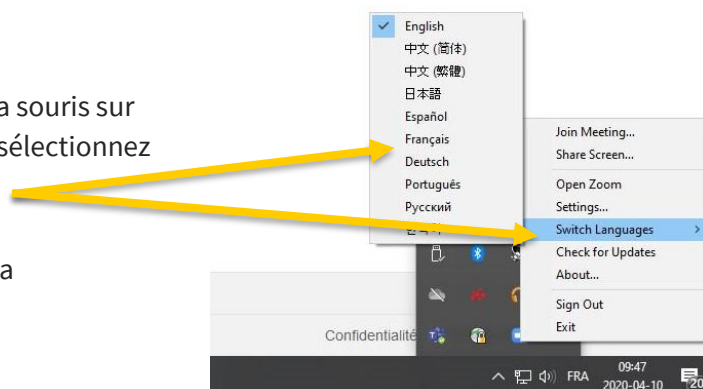 a souris sur
sélectionnez
a
English
中文 (简体)
中文 (繁體)
日本語
Español
Français
Deutsch
Português
Русский
Join Meeting...
Share Screen...
Open Zoom
Settings...
Switch Languages
Check for Updates
About...
Sign Out
Exit
Confidentialité
FRA
09:47
2020-04-10
20